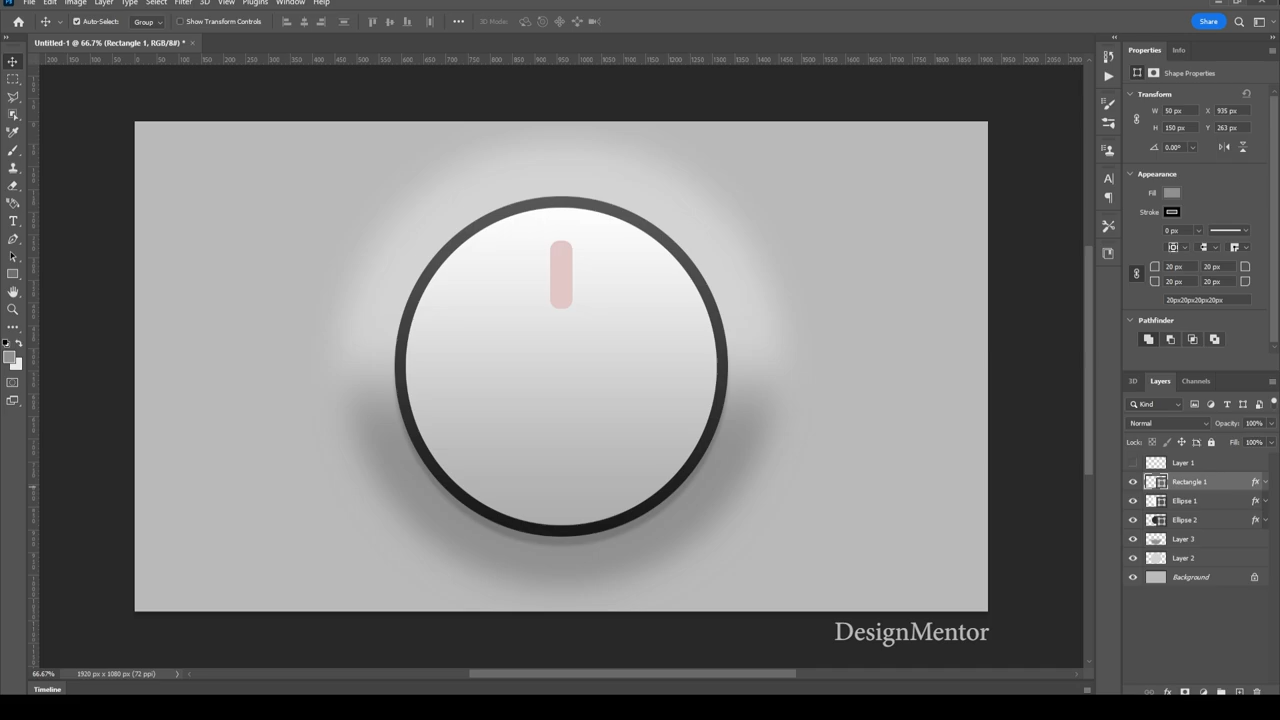 File Edit Image Layer Type Select Filter 3D View Plugins Window Help
Auto-Select: Group Show Transform Controls 3D Mode: Share
Untitled-1 @ 66.7% (Rectangle 1, RGB/8#) *
Properties Info
Shape Properties
Transform
W 50 px X 935 px
H 150 px Y 263 px
0.00°
Appearance
Fill
Stroke
0 px
20 px 20 px
20 px 20 px
20px20px20px20px
Pathfinder
3D Layers Channels
Kind
Normal Opacity: 100%
Lock: Fill: 100%
Layer 1
Rectangle 1 fx
Ellipse 1 fx
Ellipse 2 fx
Layer 3
Layer 2
Background
DesignMentor
66.67% 1920 px x 1080 px (72 ppi)
Timeline